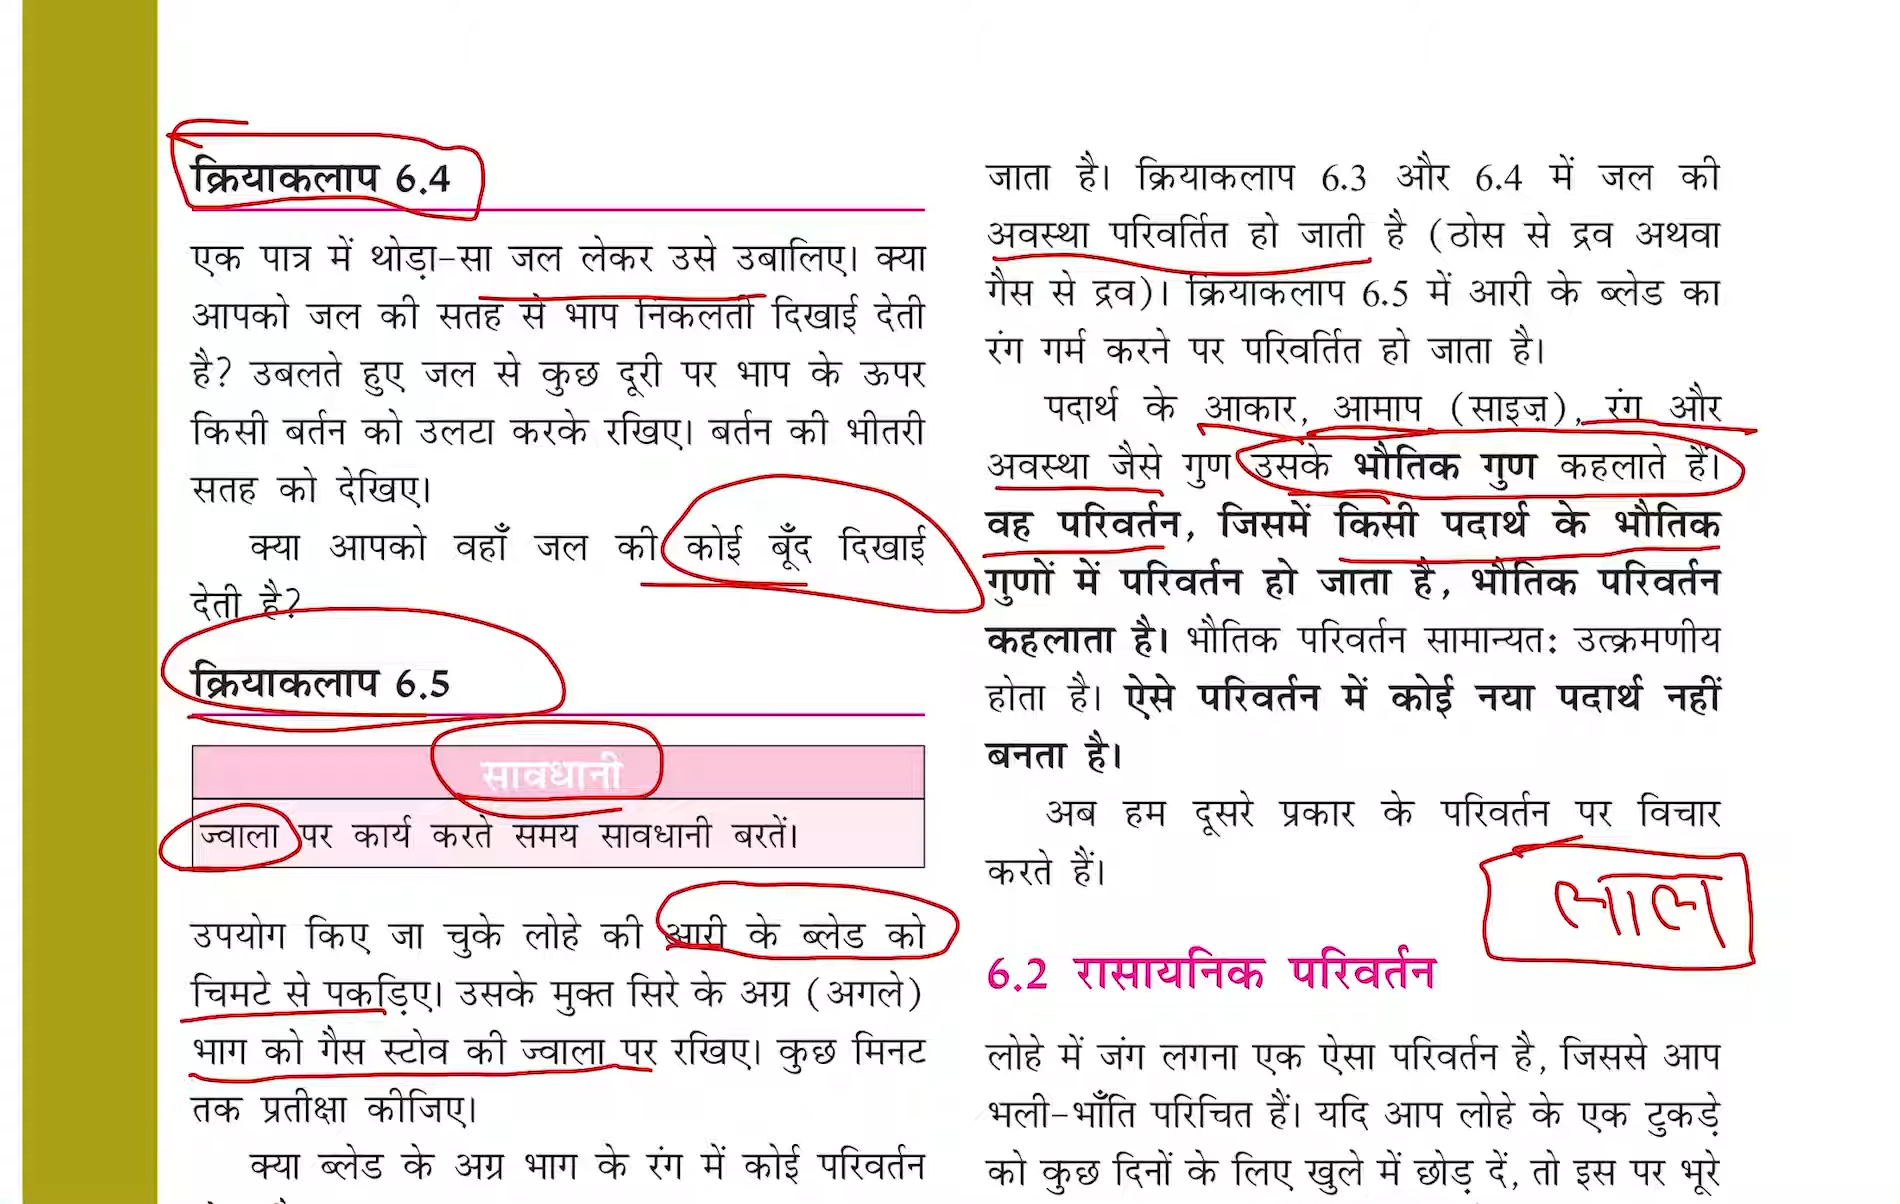 क्रियाकलाप 6.4
एक पात्र में थोड़ा-सा जल लेकर उसे उबालिए। क्या
आपको जल की सतह से भाप निकलती दिखाई देती
है? उबलते हुए जल से कुछ दूरी पर भाप के ऊपर
किसी बर्तन को उलटा करके रखिए। बर्तन की भीतरी
सतह को देखिए।
क्या आपको वहाँ जल की कोई बूँद दिखाई
देती है?
क्रियाकलाप 6.5
सावधानी
ज्वाला पर कार्य करते समय सावधानी बरतें।
उपयोग किए जा चुके लोहे की आरी के ब्लेड को
चिमटे से पकड़िए। उसके मुक्त सिरे के अग्र (अगले)
भाग को गैस स्टोव की ज्वाला पर रखिए। कुछ मिनट
तक प्रतीक्षा कीजिए।
क्या ब्लेड के अग्र भाग के रंग में कोई परिवर्तन
जाता है। क्रियाकलाप 6.3 और 6.4 में जल की
अवस्था परिवर्तित हो जाती है (ठोस से द्रव अथवा
गैस से द्रव)। क्रियाकलाप 6.5 में आरी के ब्लेड का
रंग गर्म करने पर परिवर्तित हो जाता है।
पदार्थ के आकार, आमाप (साइज़), रंग और
अवस्था जैसे गुण उसके भौतिक गुण कहलाते हैं।
वह परिवर्तन, जिसमें किसी पदार्थ के भौतिक
गुणों में परिवर्तन हो जाता है, भौतिक परिवर्तन
कहलाता है। भौतिक परिवर्तन सामान्यत: उत्क्रमणीय
होता है। ऐसे परिवर्तन में कोई नया पदार्थ नहीं
बनता है।
अब हम दूसरे प्रकार के परिवर्तन पर विचार
करते हैं।
लाल
6.2 रासायनिक परिवर्तन
लोहे में जंग लगना एक ऐसा परिवर्तन है, जिससे आप
भली-भाँति परिचित हैं। यदि आप लोहे के एक टुकड़े
को कुछ दिनों के लिए खुले में छोड़ दें, तो इस पर भूरे